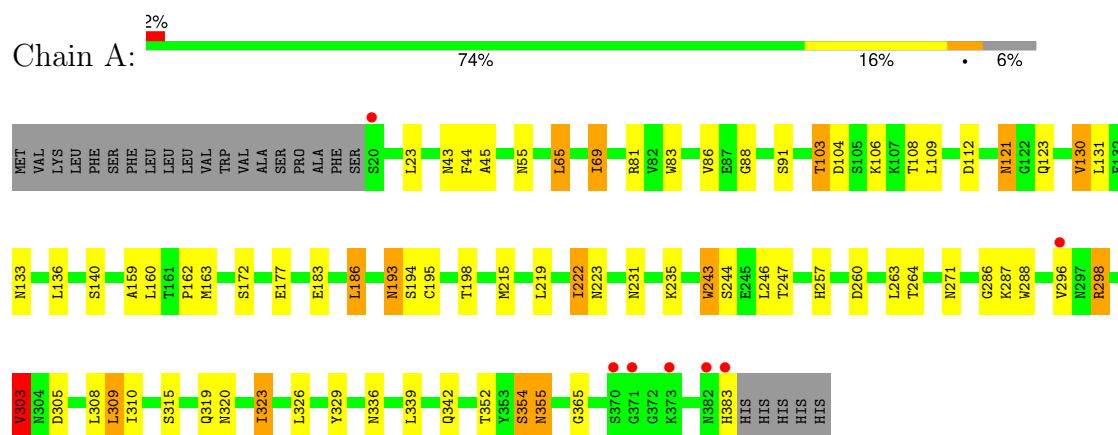 2%
Chain A:
74% 16% • 6%
MET VAL LYS LEU PHE SER PHE LEU LEU LEU VAL TRP VAL ALA SER PRO ALA PHE SER S20 L23 N43 F44 A45 N55 L65 I69 R81 V82 W83 V86 E87 G88 S91 T103 D104 S105 K106 K107 T108 L109 D112 N121 G122 Q123 V130 L131 E132
N133 L136 S140 A159 L160 T161 P162 M163 S172 E177 E183 L186 N193 S194 C195 T198 M215 L219 I222 N223 N231 K235 W243 S244 E245 L246 T247 H257 D260 L263 T264 N271 G286 K287 W288 V296 N297 R298
V303 N304 D305 L308 L309 I310 S315 Q319 N320 I323 L326 Y329 N336 L339 Q342 T352 Y353 S354 N355 G365 S370 G371 G372 K373 N382 H383 HIS HIS HIS HIS HIS